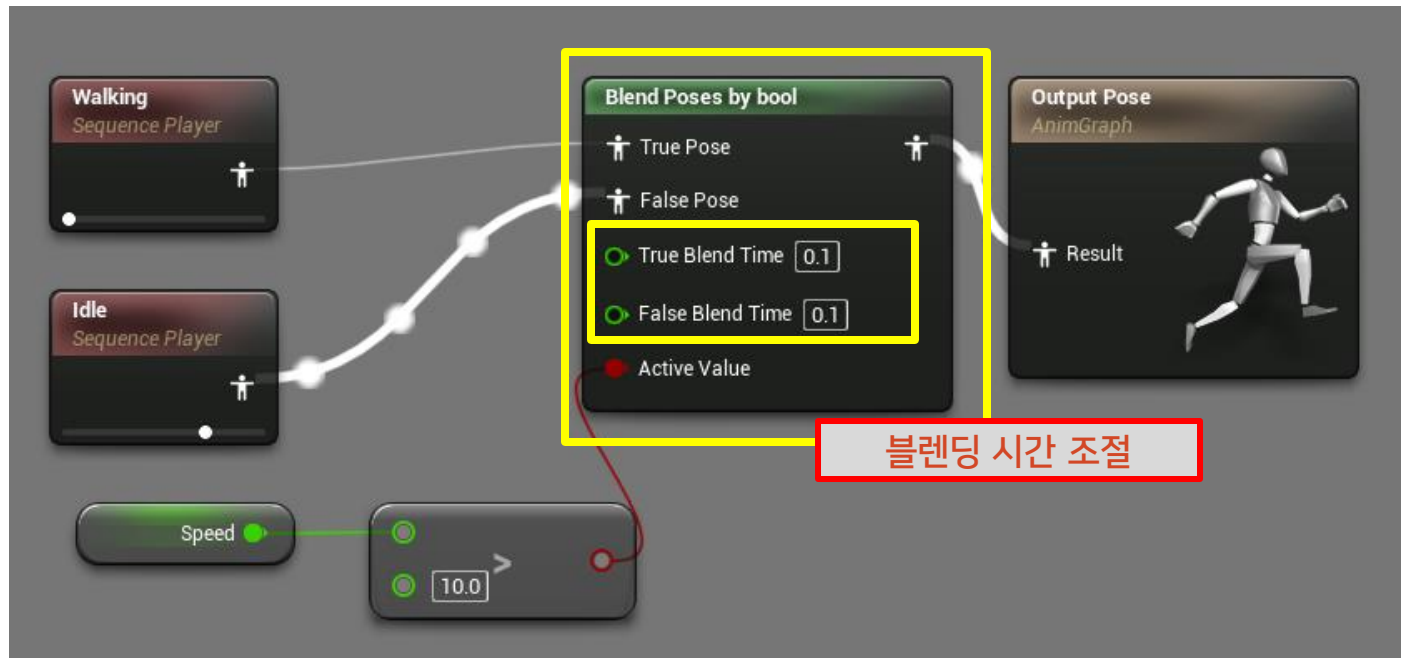 Walking
Sequence Player
Idle
Sequence Player
Speed
>
10.0
Blend Poses by bool
True Pose
False Pose
True Blend Time 0.1
False Blend Time 0.1
Active Value
블렌딩 시간 조절
Output Pose
AnimGraph
Result